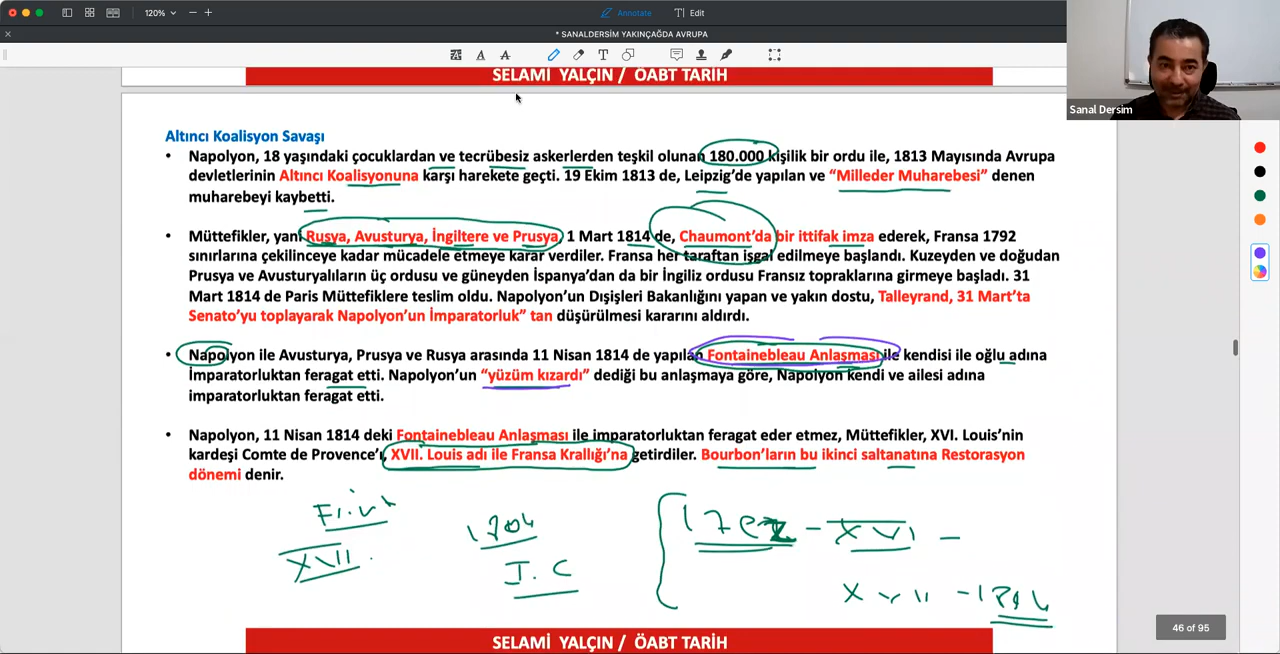 120%
Annotate
Edit
* SANALDERSİM YAKINÇAĞDA AVRUPA
SELAMİ YALÇIN / ÖABT TARİH
Sanal Dersim
Altıncı Koalisyon Savaşı
• Napolyon, 18 yaşındaki çocuklardan ve tecrübesiz askerlerden teşkil olunan 180.000 kişilik bir ordu ile, 1813 Mayısında Avrupa
devletlerinin Altıncı Koalisyonuna karşı harekete geçti. 19 Ekim 1813 de, Leipzig’de yapılan ve “Milleder Muharebesi” denen
muharebeyi kaybetti.
• Müttefikler, yani Rusya, Avusturya, İngiltere ve Prusya, 1 Mart 1814 de, Chaumont’da bir ittifak imza ederek, Fransa 1792
sınırlarına çekilinceye kadar mücadele etmeye karar verdiler. Fransa her taraftan işgal edilmeye başlandı. Kuzeyden ve doğudan
Prusya ve Avusturyalıların üç ordusu ve güneyden İspanya’dan da bir İngiliz ordusu Fransız topraklarına girmeye başladı. 31
Mart 1814 de Paris Müttefiklere teslim oldu. Napolyon’un Dışişleri Bakanlığını yapan ve yakın dostu, Talleyrand, 31 Mart’ta
Senato’yu toplayarak Napolyon’un İmparatorluk” tan düşürülmesi kararını aldırdı.
• Napolyon ile Avusturya, Prusya ve Rusya arasında 11 Nisan 1814 de yapılan Fontainebleau Anlaşması ile kendisi ile oğlu adına
İmparatorluktan feragat etti. Napolyon’un “yüzüm kızardı” dediği bu anlaşmaya göre, Napolyon kendi ve ailesi adına
imparatorluktan feragat etti.
• Napolyon, 11 Nisan 1814 deki Fontainebleau Anlaşması ile imparatorluktan feragat eder etmez, Müttefikler, XVI. Louis’nin
kardeşi Comte de Provence’ı, XVII. Louis adı ile Fransa Krallığı’na getirdiler. Bourbon’ların bu ikinci saltanatına Restorasyon
dönemi denir.
XVII.
1804
I. C
XVI -
XVII - 1814
46 of 95
SELAMİ YALÇIN / ÖABT TARİH